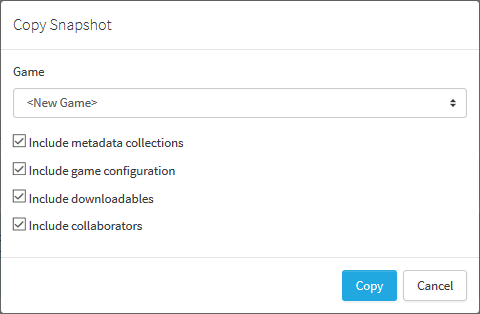 Copy Snapshot
Game
<New Game>
Include metadata collections
Include game configuration
Include downloadables
Include collaborators
Copy Cancel